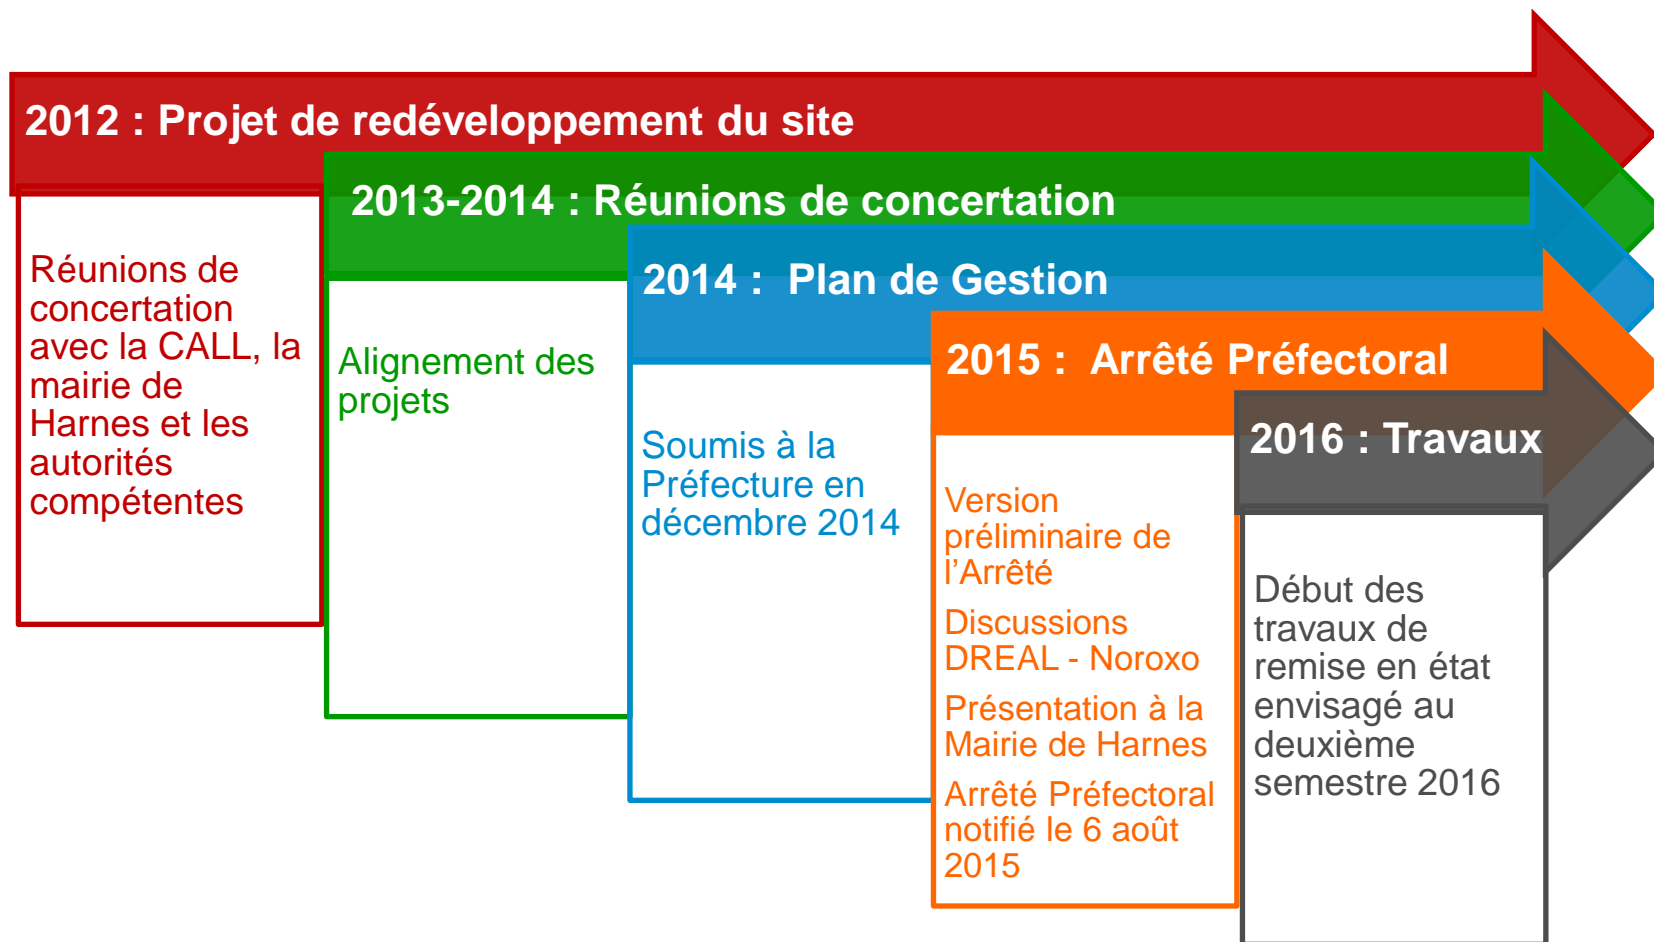 2012 : Projet de redéveloppement du site
Réunions de
concertation
avec la CALL, la
mairie de
Harnes et les
autorités
compétentes
2013-2014 : Réunions de concertation
Alignement des
projets
2014 :  Plan de Gestion
Soumis à la
Préfecture en
décembre 2014
2015 :  Arrêté Préfectoral
Version
préliminaire de
l’Arrêté
Discussions
DREAL - Noroxo
Présentation à la
Mairie de Harnes
Arrêté Préfectoral
notifié le 6 août
2015
2016 : Travaux
Début des
travaux de
remise en état
envisagé au
deuxième
semestre 2016